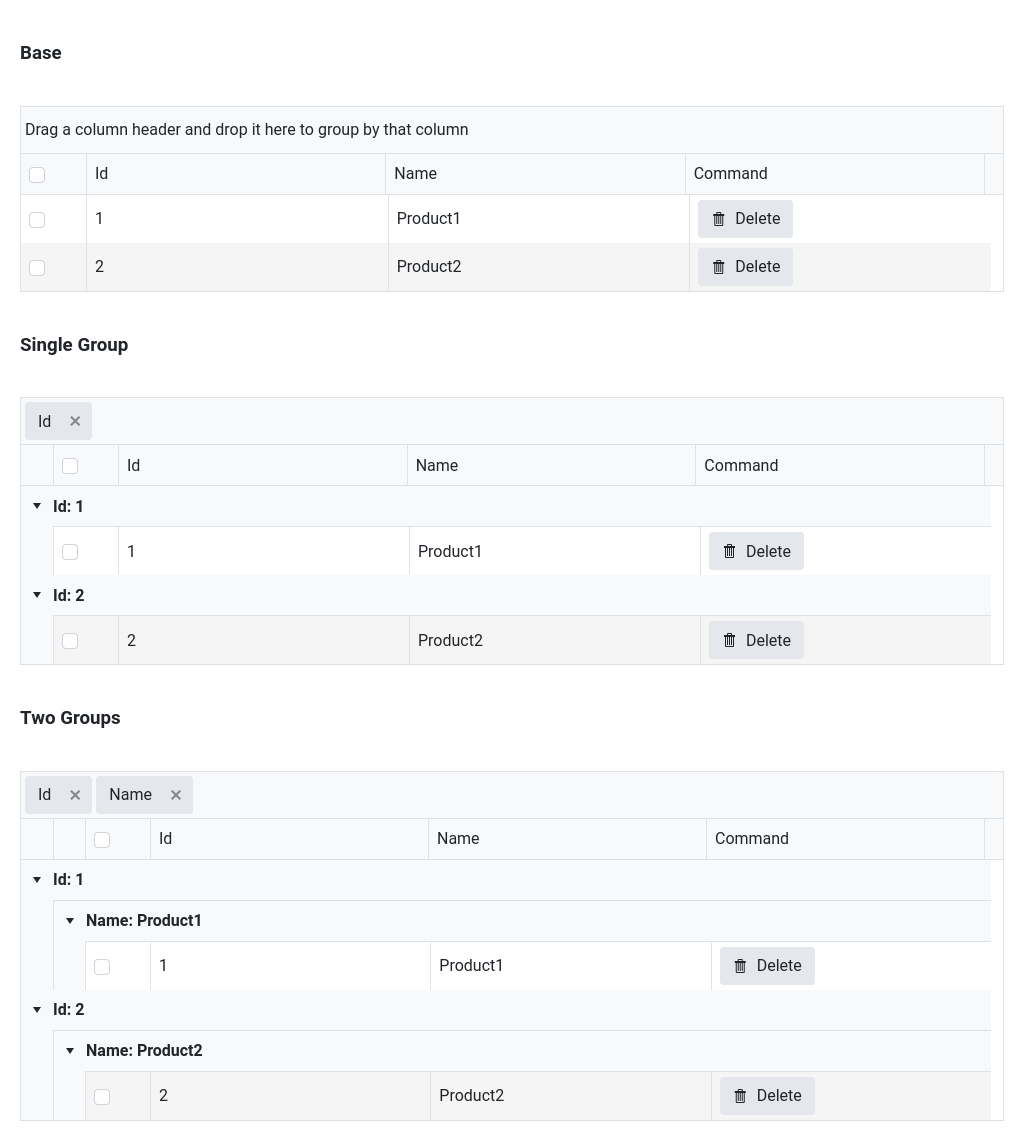 Base
Drag a column header and drop it here to group by that column
Id Name Command
1 Product1 Delete
2 Product2 Delete
Single Group
Id
Id Name Command
Id: 1
1 Product1 Delete
Id: 2
2 Product2 Delete
Two Groups
Id Name
Id Name Command
Id: 1
Name: Product1
1 Product1 Delete
Id: 2
Name: Product2
2 Product2 Delete